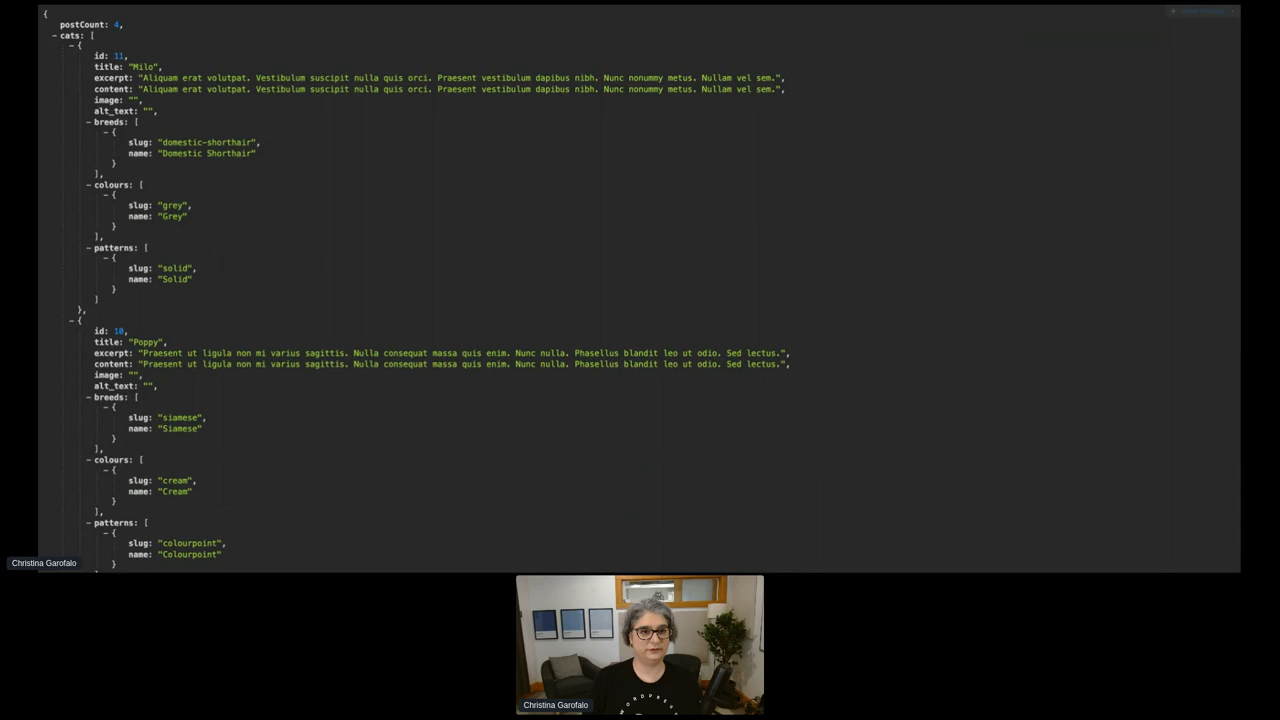 {
postCount: 4,
– cats: [
– {
id: 11,
title: "Milo",
excerpt: "Aliquam erat volutpat. Vestibulum suscipit nulla quis orci. Praesent vestibulum dapibus nibh. Nunc nonummy metus. Nullam vel sem.",
content: "Aliquam erat volutpat. Vestibulum suscipit nulla quis orci. Praesent vestibulum dapibus nibh. Nunc nonummy metus. Nullam vel sem.",
image: "",
alt_text: "",
– breeds: [
– {
slug: "domestic-shorthair",
name: "Domestic Shorthair"
}
],
– colours: [
– {
slug: "grey",
name: "Grey"
}
],
– patterns: [
– {
slug: "solid",
name: "Solid"
}
]
},
– {
id: 10,
title: "Poppy",
excerpt: "Praesent ut ligula non mi varius sagittis. Nulla consequat massa quis enim. Nunc nulla. Phasellus blandit leo ut odio. Sed lectus.",
content: "Praesent ut ligula non mi varius sagittis. Nulla consequat massa quis enim. Nunc nulla. Phasellus blandit leo ut odio. Sed lectus.",
image: "",
alt_text: "",
– breeds: [
– {
slug: "siamese",
name: "Siamese"
}
],
– colours: [
– {
slug: "cream",
name: "Cream"
}
],
– patterns: [
– {
slug: "colourpoint",
name: "Colourpoint"
}
Christina Garofalo
Christina Garofalo
WORDPRESS